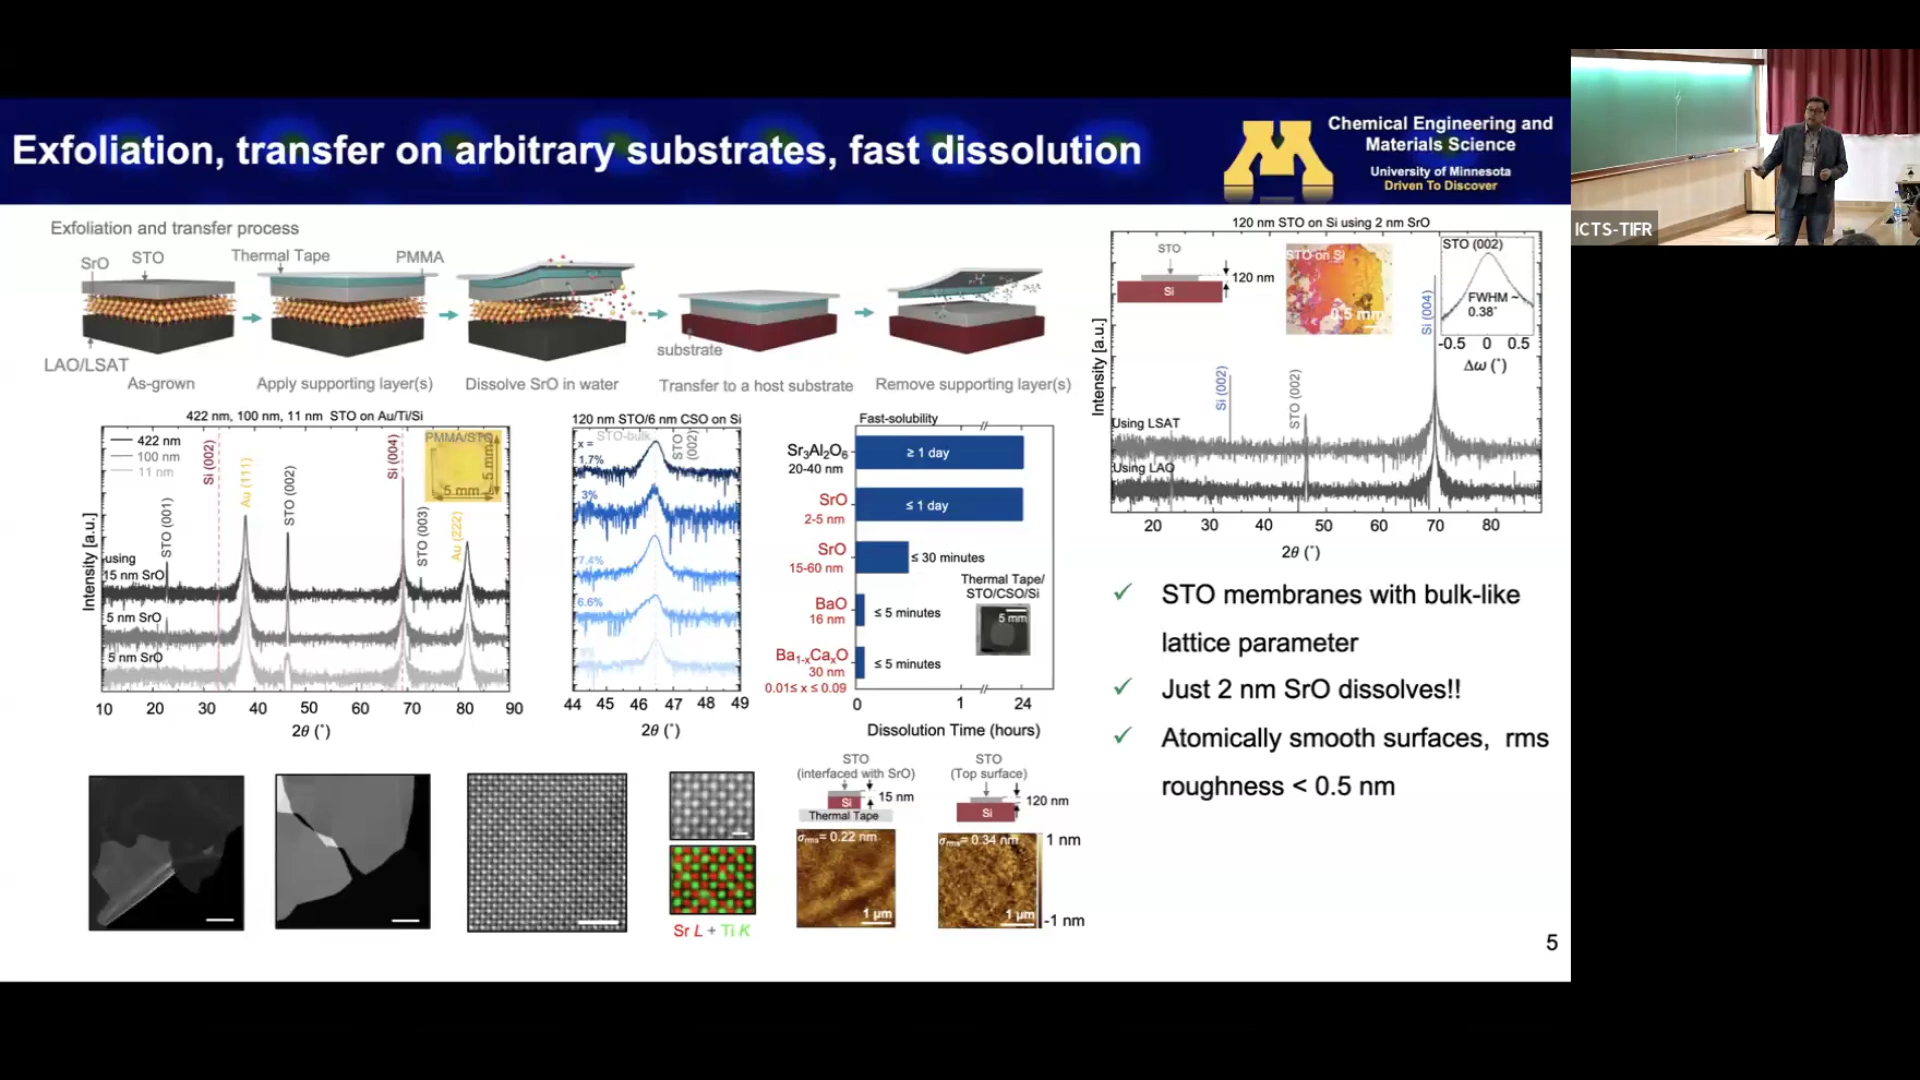 Exfoliation, transfer on arbitrary substrates, fast dissolution
Chemical Engineering and
Materials Science
University of Minnesota
Driven To Discover
ICTS-TIFR
Exfoliation and transfer process
SrO
STO
Thermal Tape
PMMA
LAO/LSAT
substrate
As-grown
Apply supporting layer(s)
Dissolve SrO in water
Transfer to a host substrate
Remove supporting layer(s)
422 nm, 100 nm, 11 nm STO on Au/Ti/Si
422 nm
100 nm
11 nm
Si (002)
Au (111)
STO (001)
STO (002)
Si (004)
STO (003)
Au (222)
PMMA/STO
5 mm
5 mm
using
15 nm SrO
5 nm SrO
5 nm SrO
Intensity [a.u.]
10 20 30 40 50 60 70 80 90
2θ (°)
120 nm STO/6 nm CSO on Si
STO-bulk
STO
(002)
x =
1.7%
3%
7.4%
6.6%
44 45 46 47 48 49
2θ (°)
Fast-solubility
Sr₃Al₂O₆
20-40 nm
≥ 1 day
SrO
2-5 nm
≤ 1 day
SrO
15-60 nm
≤ 30 minutes
BaO
16 nm
≤ 5 minutes
Ba₁₋ₓCaₓO
30 nm
0.01≤ x ≤ 0.09
≤ 5 minutes
Thermal Tape/
STO/CSO/Si
5 mm
0 1 24
Dissolution Time (hours)
120 nm STO on Si using 2 nm SrO
STO
Si
120 nm
STO on Si
0.5 mm
STO (002)
FWHM ~
0.38°
-0.5 0 0.5
Δω (°)
Si (002)
STO (002)
Si (004)
Using LSAT
Using LAO
Intensity [a.u.]
20 30 40 50 60 70 80
2θ (°)
✓ STO membranes with bulk-like
lattice parameter
✓ Just 2 nm SrO dissolves!!
✓ Atomically smooth surfaces, rms
roughness < 0.5 nm
Sr L + Ti K
STO
(interfaced with SrO)
15 nm
Si
Thermal Tape
σrms= 0.22 nm
1 μm
STO
(Top surface)
120 nm
Si
σrms= 0.34 nm
1 μm
1 nm
-1 nm
5